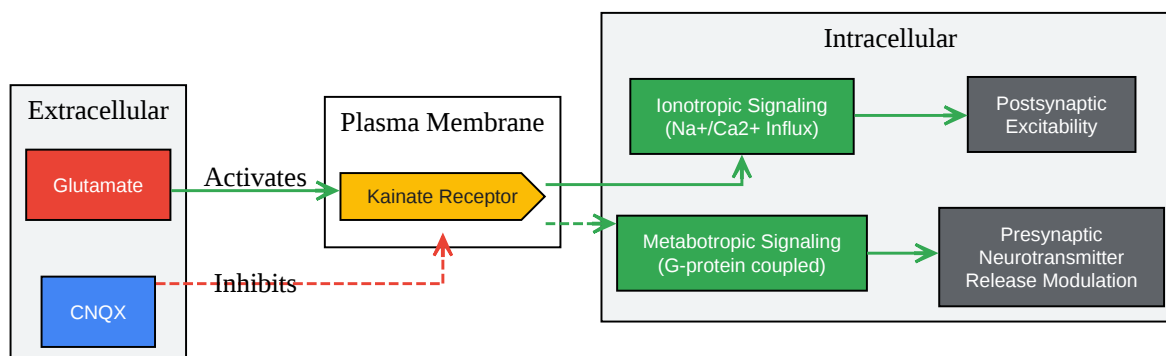 Extracellular
Glutamate
CNQX
Activates
Inhibits
Plasma Membrane
Kainate Receptor
Intracellular
Ionotropic Signaling
(Na+/Ca2+ Influx)
Postsynaptic
Excitability
Metabotropic Signaling
(G-protein coupled)
Presynaptic
Neurotransmitter
Release Modulation